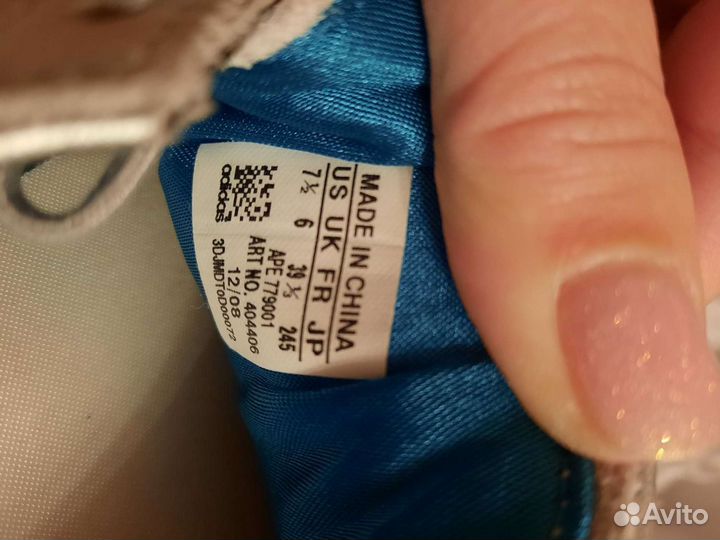 MADE IN CHINA
US UK FR JP
7½ 6 39⅓ 245
APE 779001
ART NO. 404406
12/08
3DJMDT0D00072
adidas
Avito